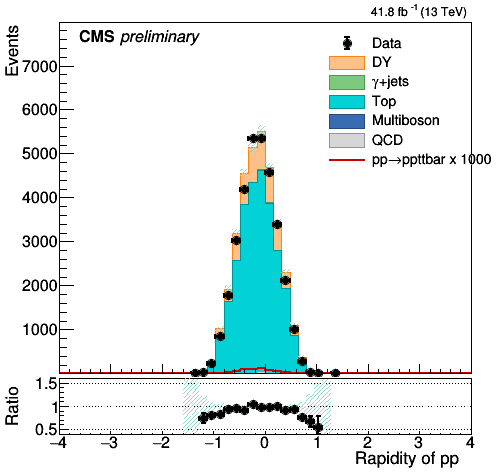 41.8 fb⁻¹ (13 TeV)
CMS preliminary
Events
7000
6000
5000
4000
3000
2000
1000
Data
DY
γ+jets
Top
Multiboson
QCD
pp→ppttbar x 1000
Ratio
1.5
1
0.5
−4 −3 −2 −1 0 1 2 3 4
Rapidity of pp